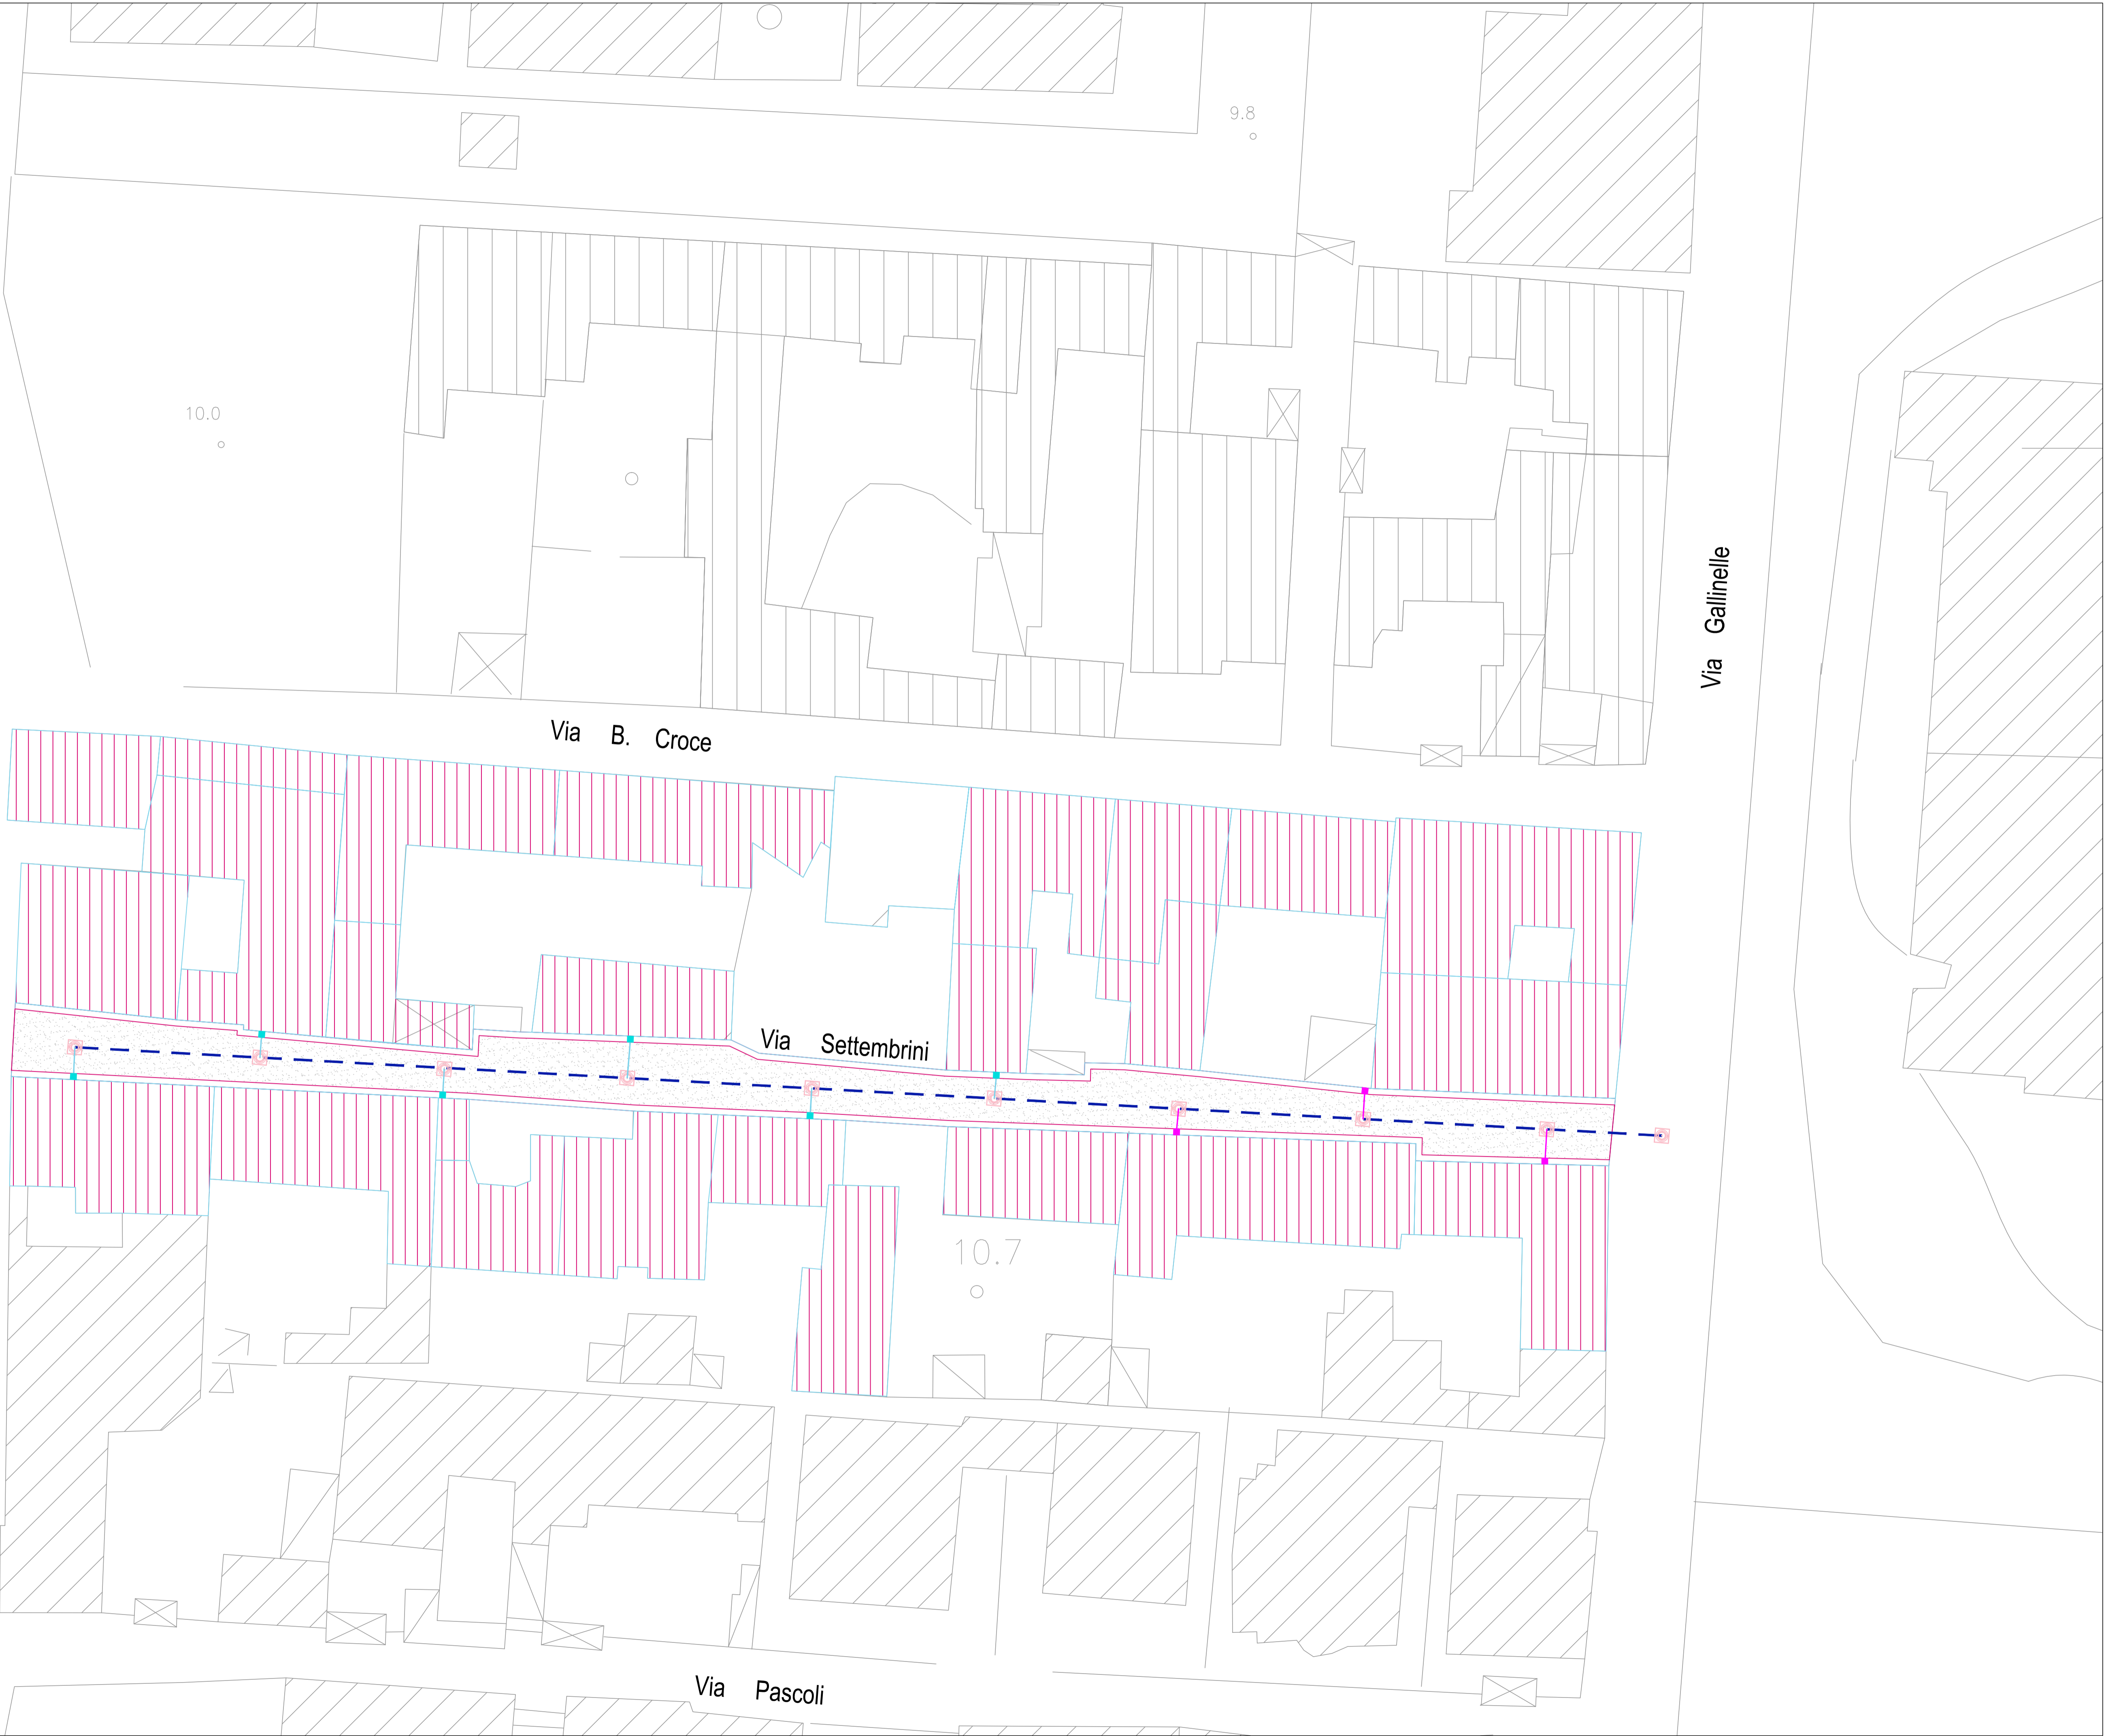 9.8
10.0
Via Gallinelle
Via B. Croce
Via Settembrini
10.7
Via Pascoli